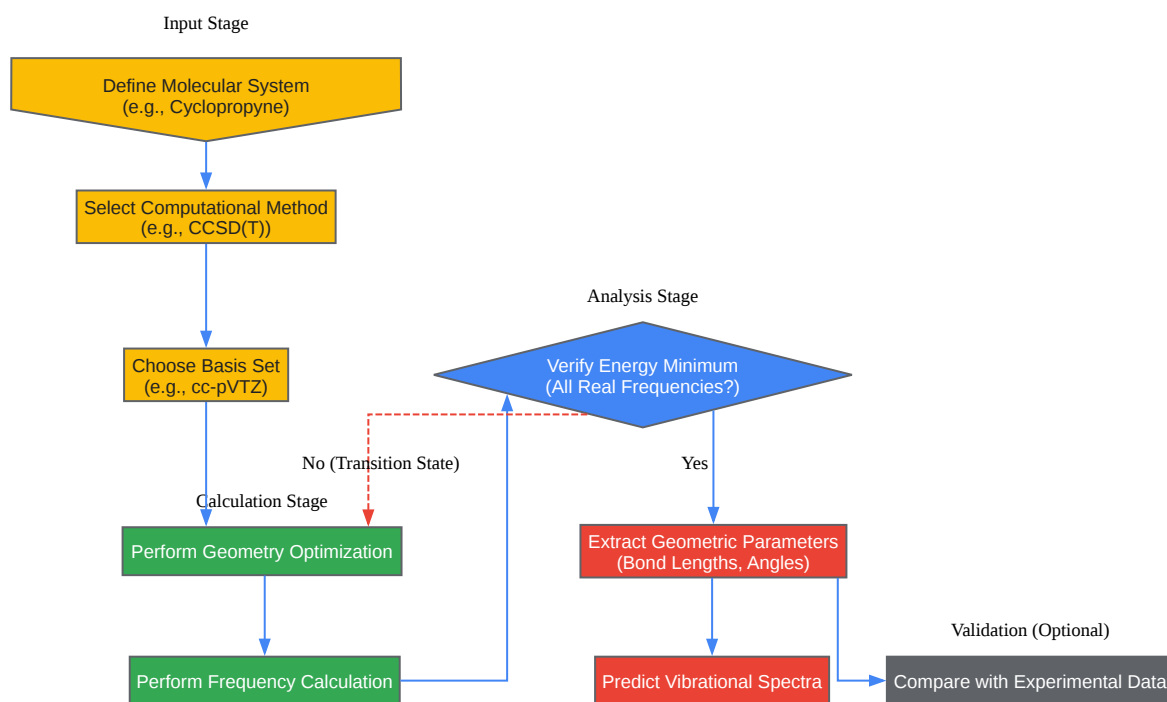 Input Stage
Define Molecular System
(e.g., Cyclopropyne)
Select Computational Method
(e.g., CCSD(T))
Choose Basis Set
(e.g., cc-pVTZ)
Analysis Stage
Verify Energy Minimum
(All Real Frequencies?)
No (Transition State)
Yes
Calculation Stage
Perform Geometry Optimization
Extract Geometric Parameters
(Bond Lengths, Angles)
Perform Frequency Calculation
Predict Vibrational Spectra
Validation (Optional)
Compare with Experimental Data